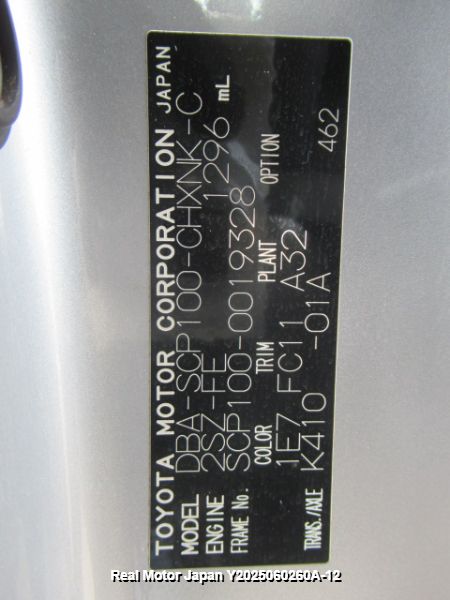 TOYOTA MOTOR CORPORATION JAPAN
MODEL DBA-SCP100-CHXNK-C
ENGINE 2SZ-FE 1296 mL
FRAME No. SCP100-0019328
COLOR TRIM PLANT OPTION
1E7 FC11 A32 462
TRANS./AXLE K410 -01A
Real Motor Japan Y2025060260A-12